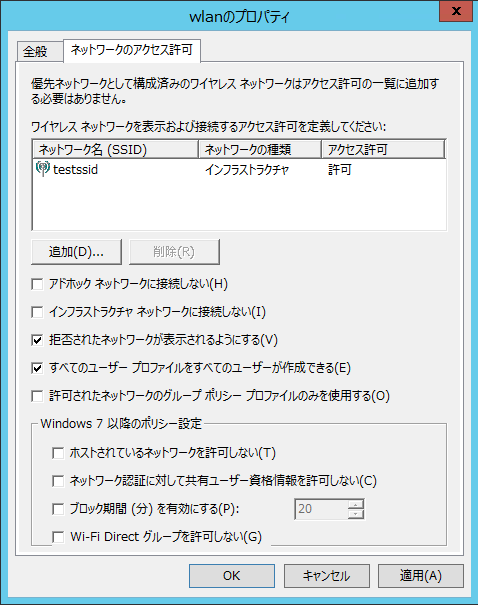 wlanのプロパティ
x
全般
ネットワークのアクセス許可
優先ネットワークとして構成済みのワイヤレス ネットワークはアクセス許可の一覧に追加す
る必要はありません。
ワイヤレス ネットワークを表示および接続するアクセス許可を定義してください:
ネットワーク名 (SSID) ネットワークの種類 アクセス許可
testssid インフラストラクチャ 許可
追加(D)... 削除(R)
アドホック ネットワークに接続しない(H)
インフラストラクチャ ネットワークに接続しない(I)
拒否されたネットワークが表示されるようにする(V)
すべてのユーザー プロファイルをすべてのユーザーが作成できる(E)
許可されたネットワークのグループ ポリシー プロファイルのみを使用する(O)
Windows 7 以降のポリシー設定
ホストされているネットワークを許可しない(T)
ネットワーク認証に対して共有ユーザー資格情報を許可しない(C)
ブロック期間 (分) を有効にする(P): 20
Wi-Fi Direct グループを許可しない(G)
OK キャンセル 適用(A)